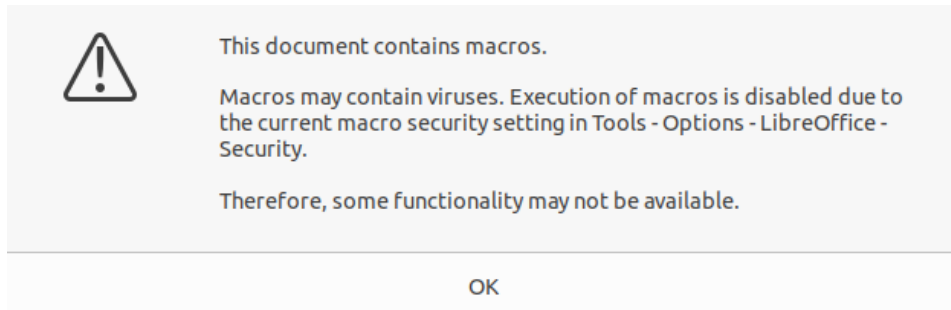 This document contains macros.
Macros may contain viruses. Execution of macros is disabled due to
the current macro security setting in Tools - Options - LibreOffice -
Security.
Therefore, some functionality may not be available.
OK